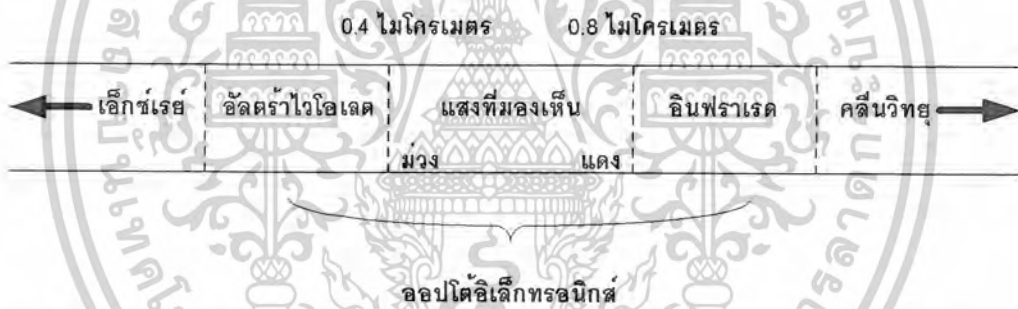 0.4 ไมโครเมตร 0.8 ไมโครเมตร
เอ็กซ์เรย์ อัลตร้าไวโอเลต แสงที่มองเห็น อินฟราเรด คลื่นวิทยุ
ม่วง แดง
ออปโต้อิเล็กทรอนิกส์